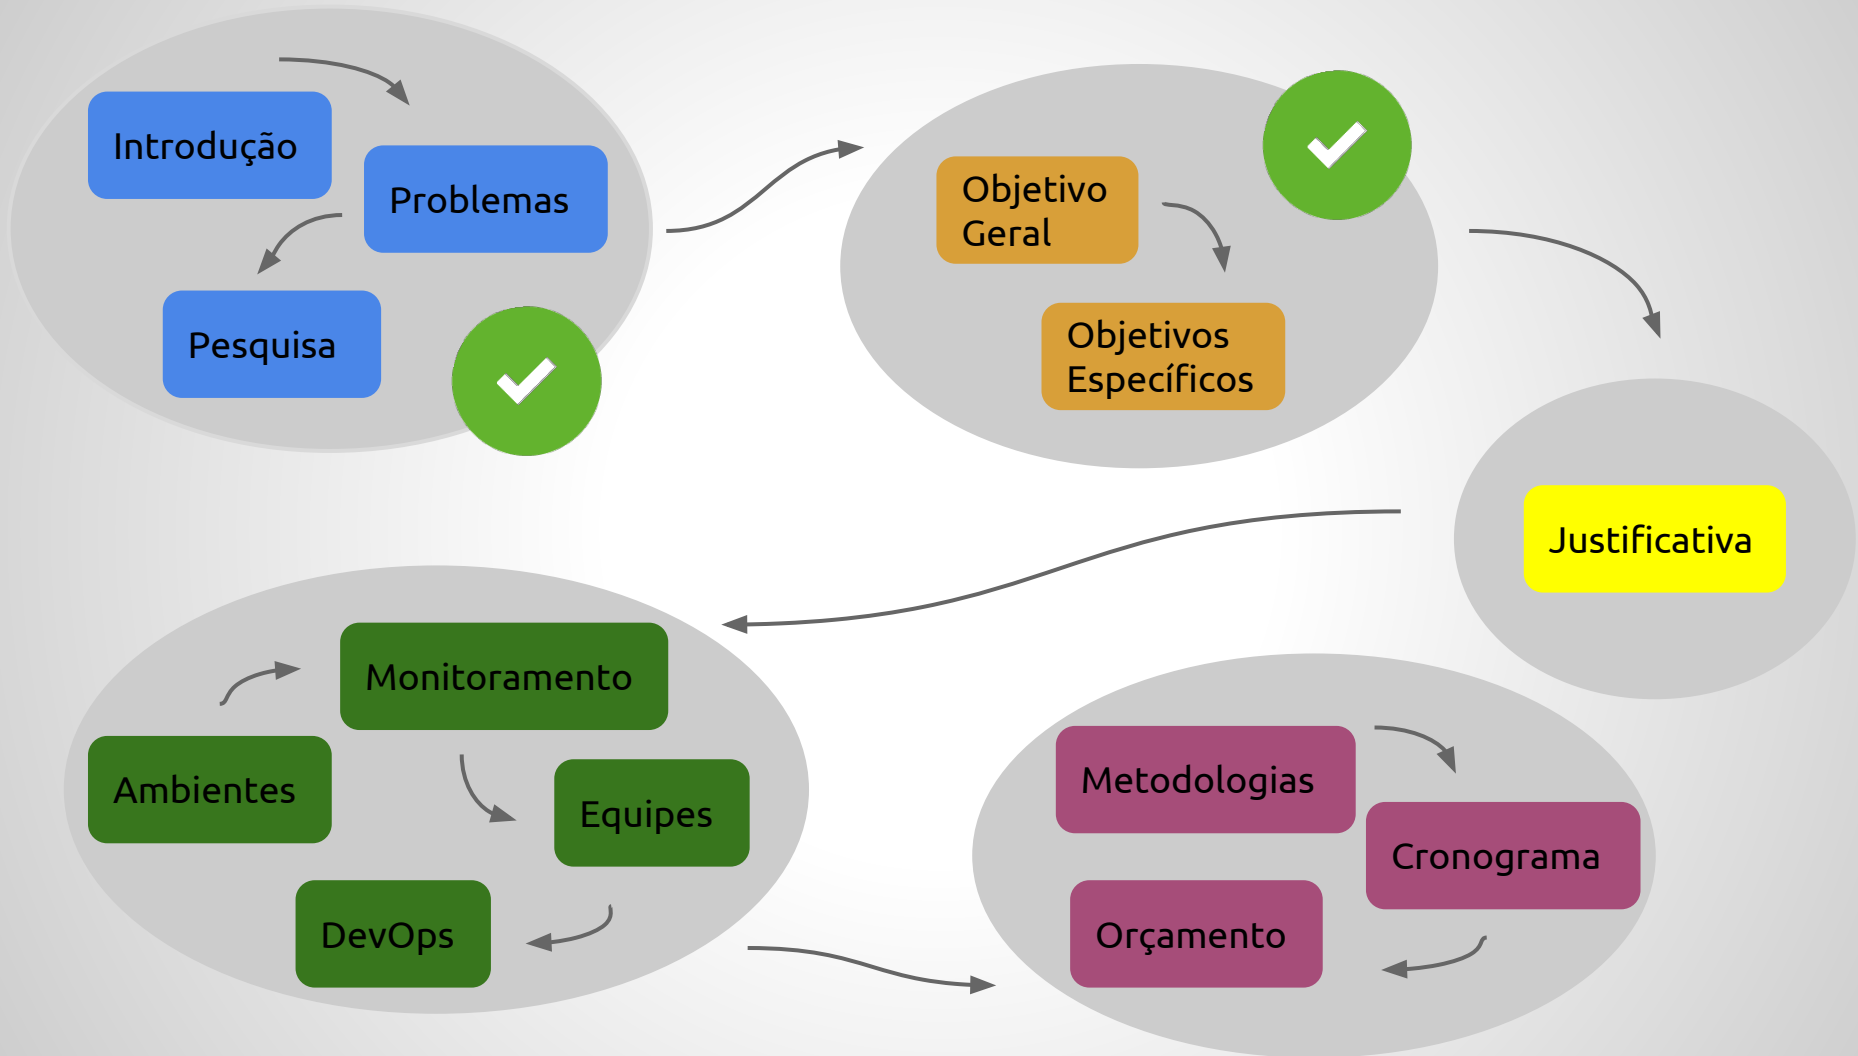 Introdução
Problemas
Pesquisa
Objetivo
Geral
Objetivos
Específicos
Justificativa
Ambientes
Monitoramento
Equipes
DevOps
Metodologias
Cronograma
Orçamento